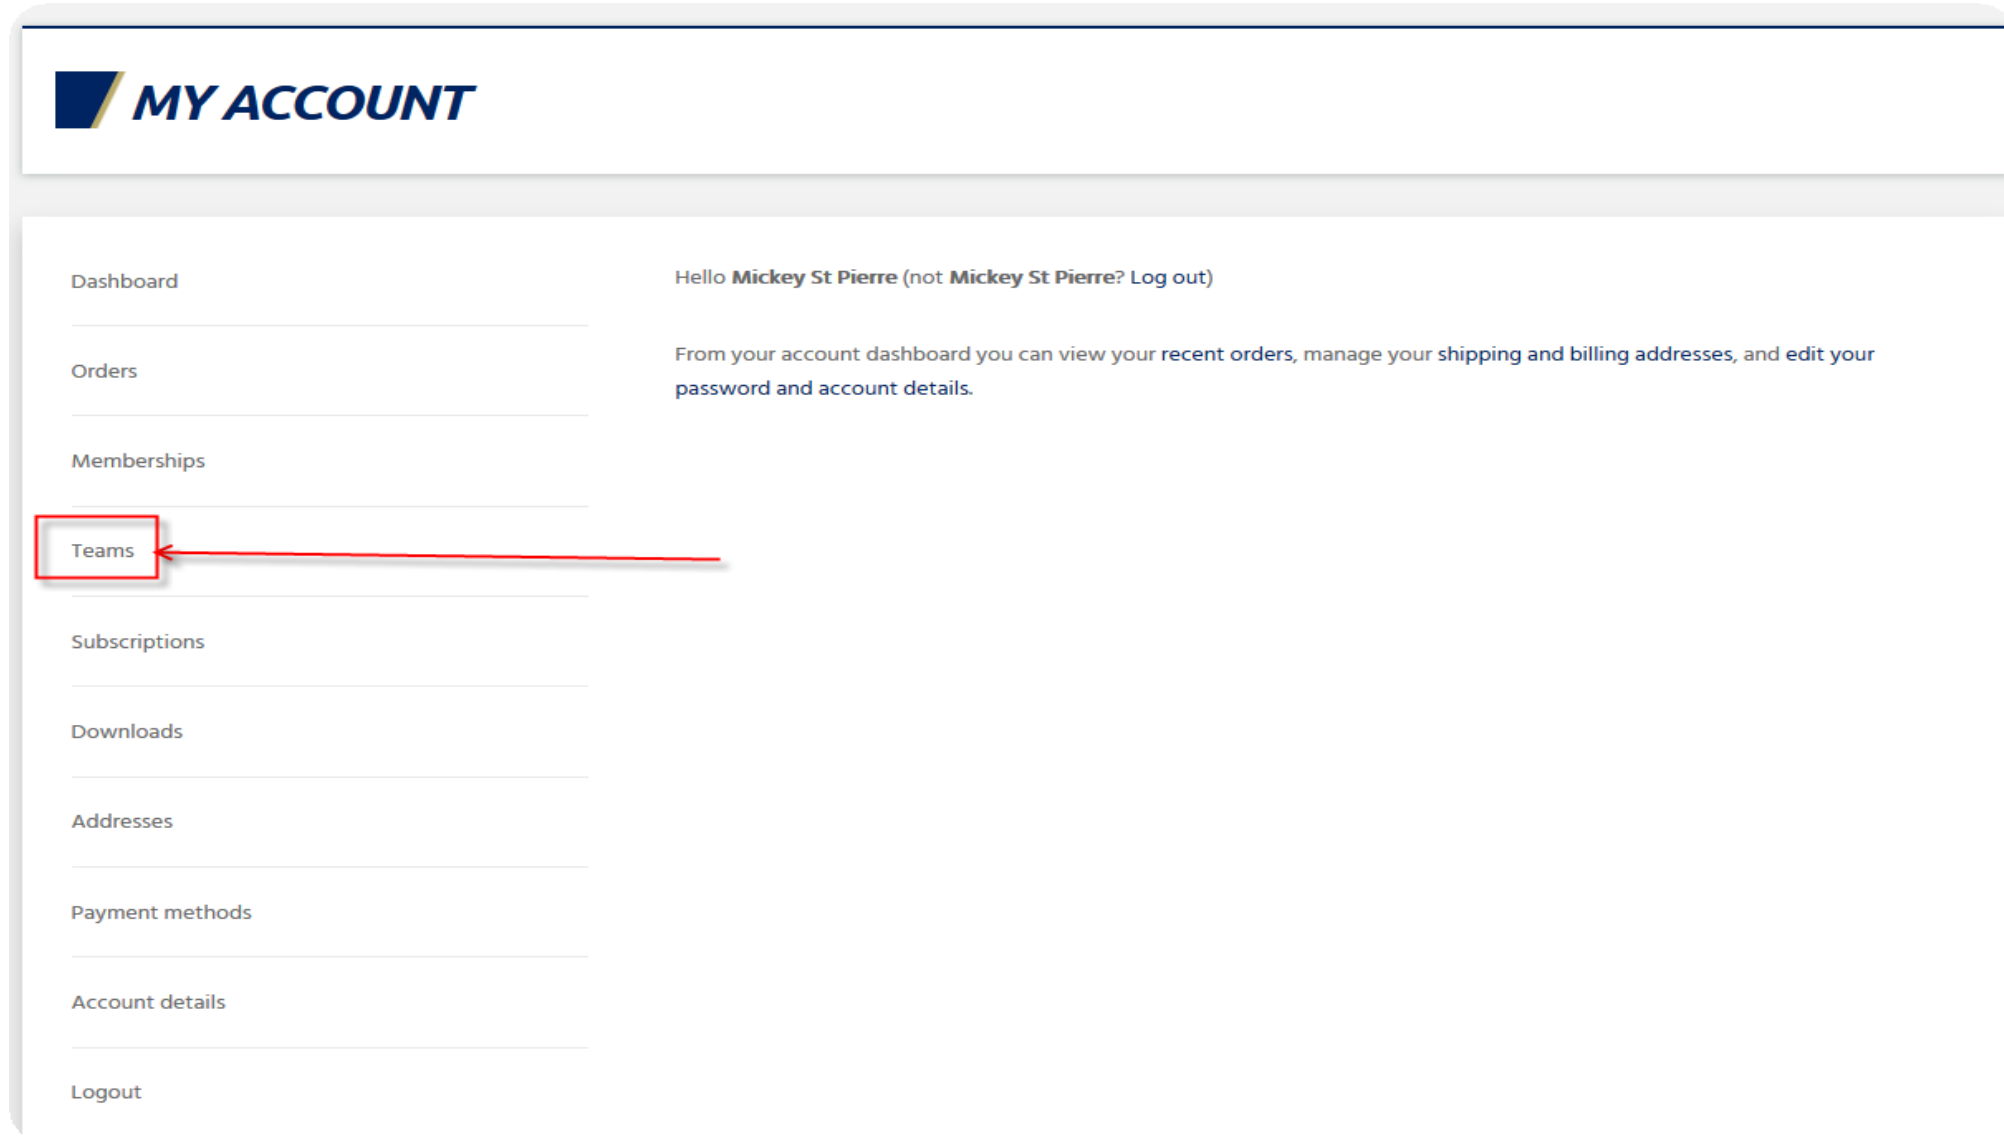 MY ACCOUNT
Dashboard
Orders
Memberships
Teams
Subscriptions
Downloads
Addresses
Payment methods
Account details
Logout
Hello Mickey St Pierre (not Mickey St Pierre? Log out)
From your account dashboard you can view your recent orders, manage your shipping and billing addresses, and edit your
password and account details.